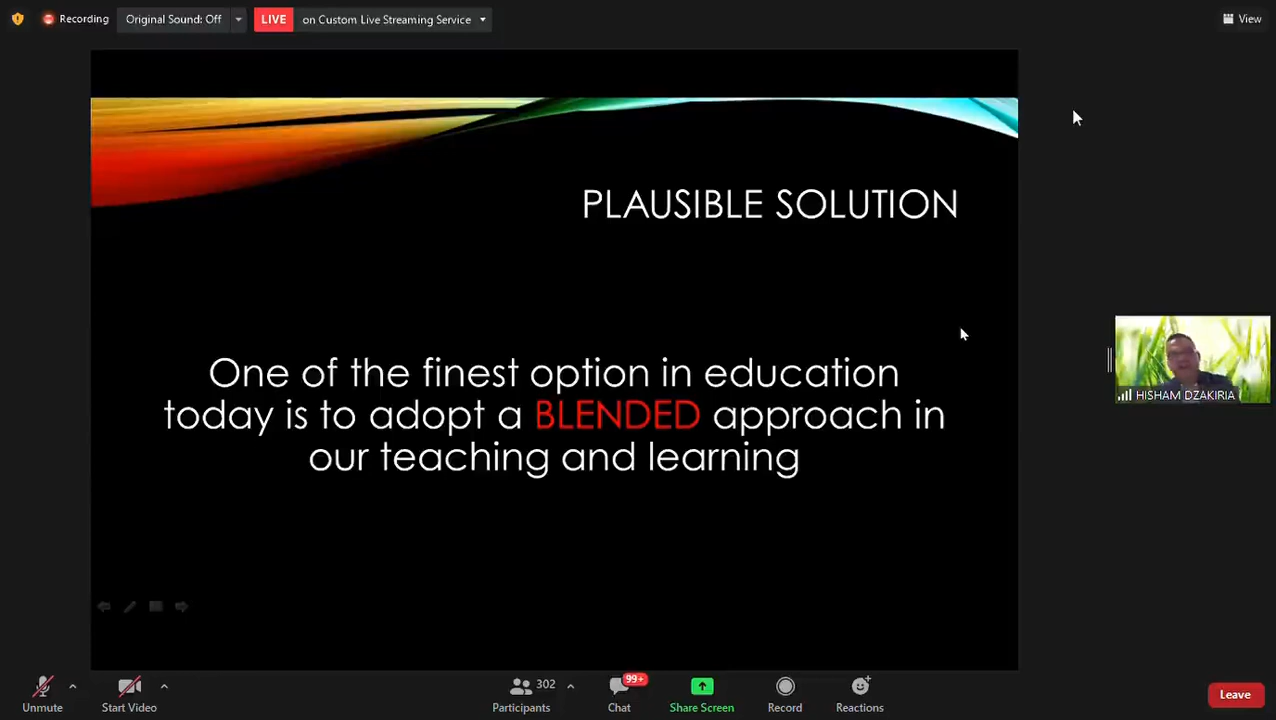 Recording
Original Sound: Off
LIVE on Custom Live Streaming Service
View
PLAUSIBLE SOLUTION
One of the finest option in education
today is to adopt a BLENDED approach in
our teaching and learning
HISHAM DZAKIRIA
Unmute
Start Video
302
Participants
99+
Chat
Share Screen
Record
Reactions
Leave